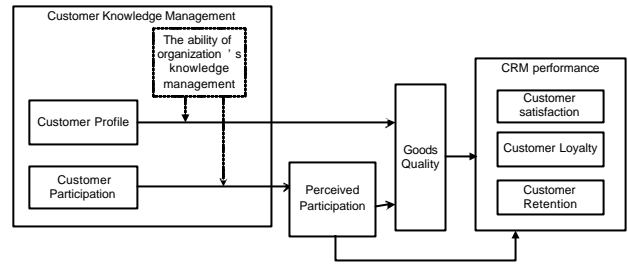 Customer Knowledge Management
The ability of
organization ' s
knowledge
management
Customer Profile
Customer
Participation
Perceived
Participation
Goods
Quality
CRM performance
Customer
satisfaction
Customer Loyalty
Customer
Retention